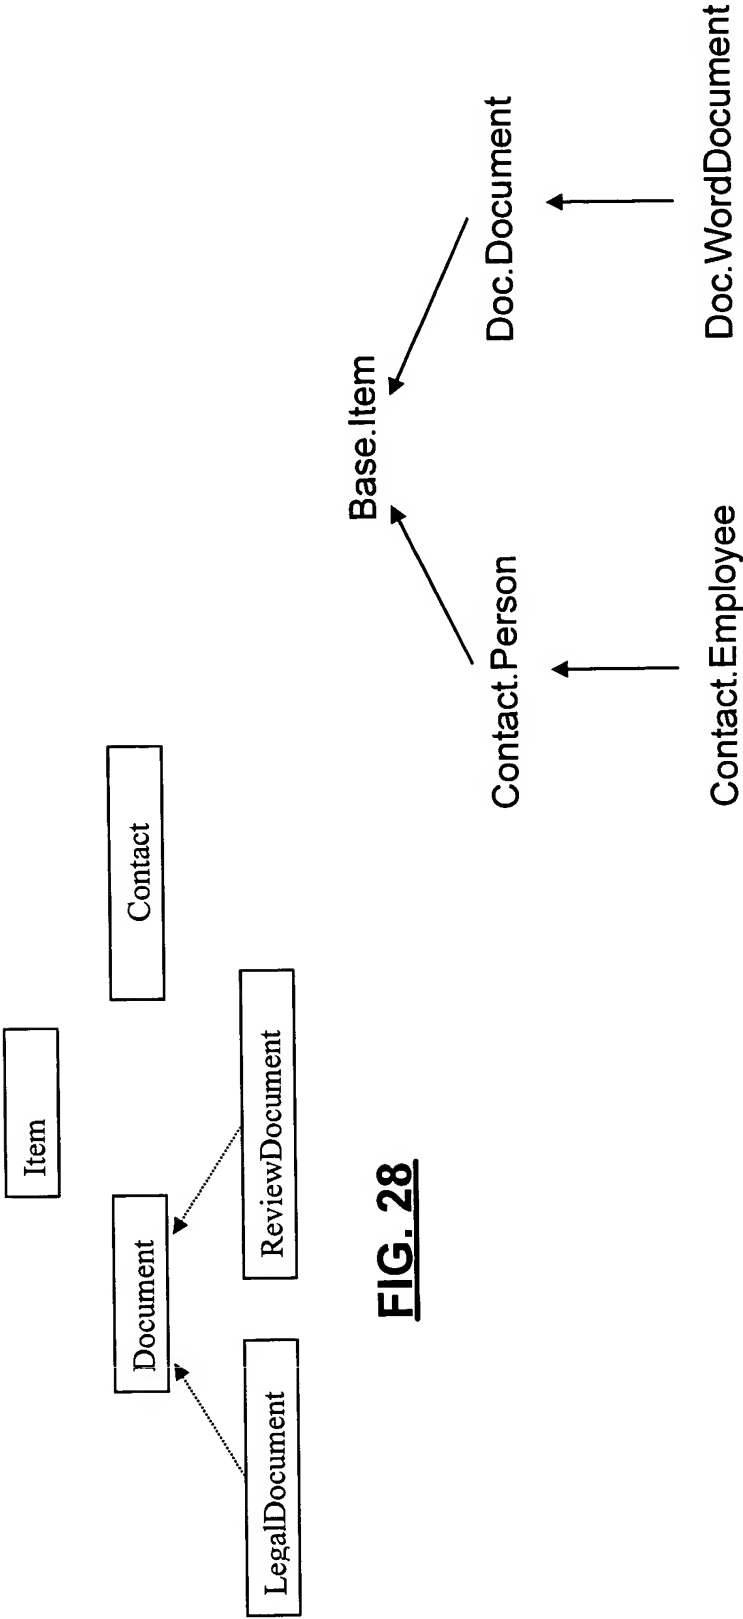 Item
Document
Contact
LegalDocument
ReviewDocument
FIG. 28
Base.Item
Contact.Person
Doc.Document
Contact.Employee
Doc.WordDocument